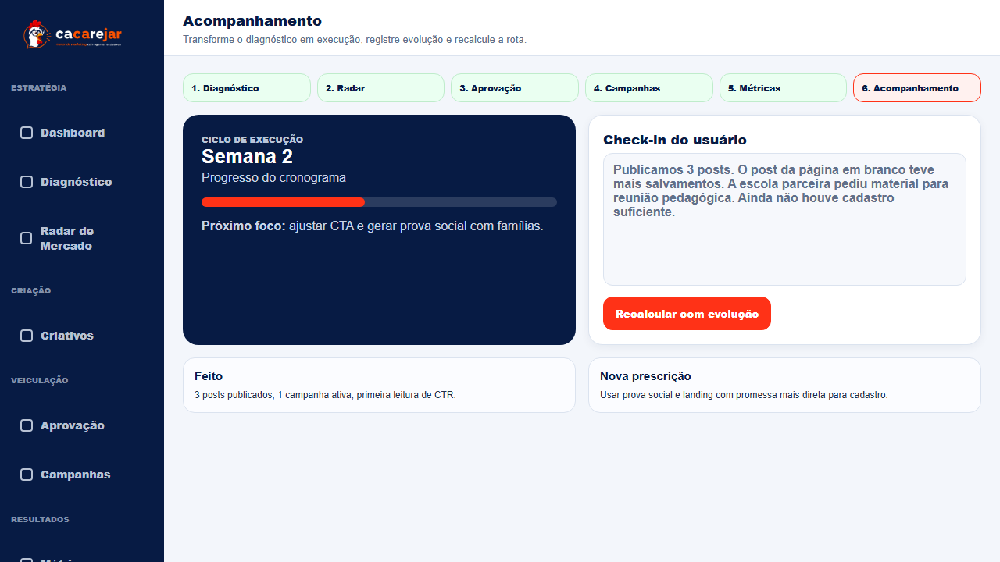 cacarejar
Acompanhamento
Transforme o diagnóstico em execução, registre evolução e recalcule a rota.
ESTRATÉGIA
Dashboard
Diagnóstico
Radar de
Mercado
CRIAÇÃO
Criativos
VEICULAÇÃO
Aprovação
Campanhas
RESULTADOS
1. Diagnóstico
2. Radar
3. Aprovação
4. Campanhas
5. Métricas
6. Acompanhamento
CICLO DE EXECUÇÃO
Semana 2
Progresso do cronograma
Próximo foco: ajustar CTA e gerar prova social com famílias.
Check-in do usuário
Publicamos 3 posts. O post da página em branco teve
mais salvamentos. A escola parceira pediu material para
reunião pedagógica. Ainda não houve cadastro
suficiente.
Recalcular com evolução
Feito
3 posts publicados, 1 campanha ativa, primeira leitura de CTR.
Nova prescrição
Usar prova social e landing com promessa mais direta para cadastro.